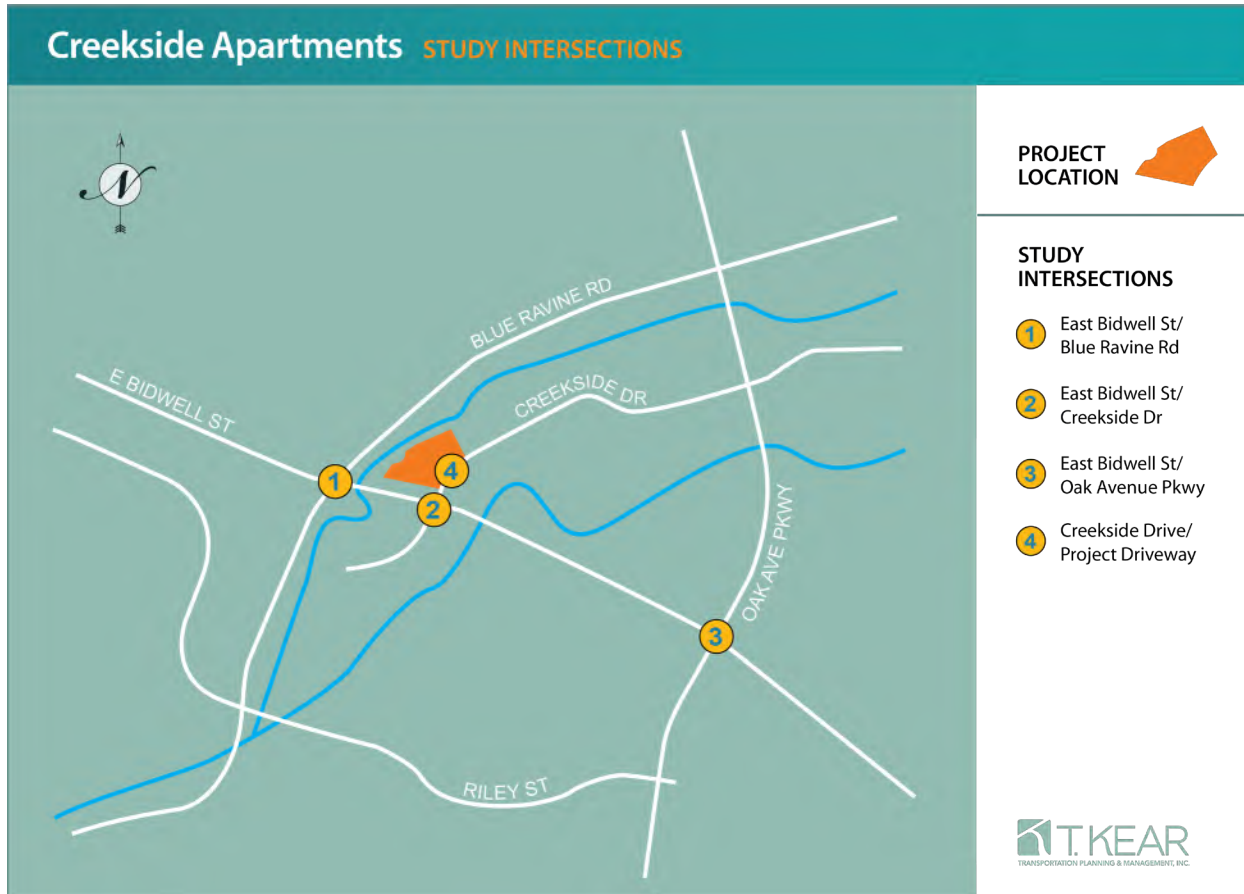 Creekside Apartments STUDY INTERSECTIONS
N
BLUE RAVINE RD
E BIDWELL ST
CREEKSIDE DR
OAK AVE PKWY
RILEY ST
1
2
3
4
PROJECT
LOCATION
STUDY
INTERSECTIONS
1 East Bidwell St/
Blue Ravine Rd
2 East Bidwell St/
Creekside Dr
3 East Bidwell St/
Oak Avenue Pkwy
4 Creekside Drive/
Project Driveway
T. KEAR
TRANSPORTATION PLANNING & MANAGEMENT, INC.